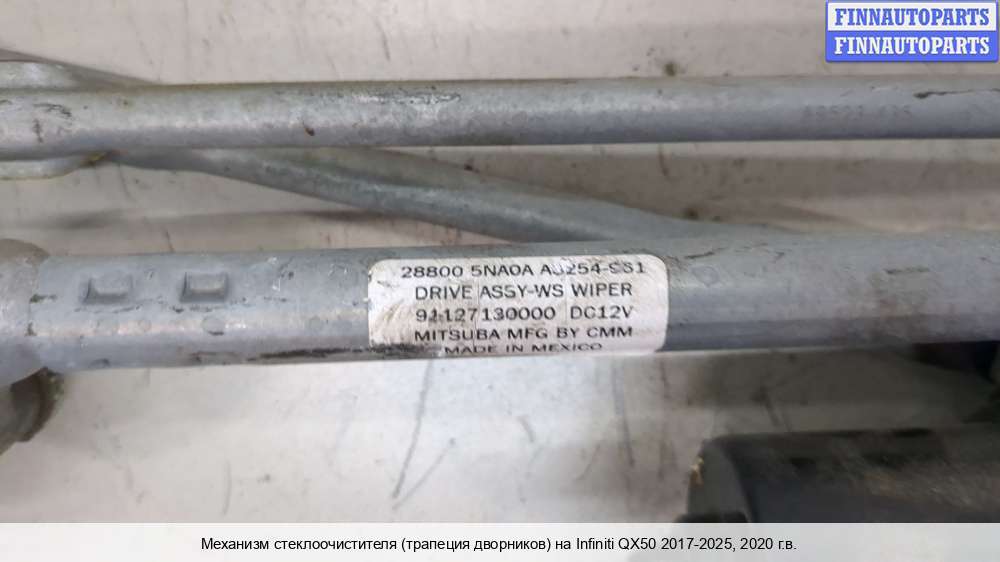 FINNAUTOPARTS
FINNAUTOPARTS
28800 5NA0A
DRIVE ASSY-WS WIPER
91127130000 DC12V
MITSUBA MFG BY CMM
MADE IN MEXICO
Механизм стеклоочистителя (трапеция дворников) на Infiniti QX50 2017-2025, 2020 г.в.